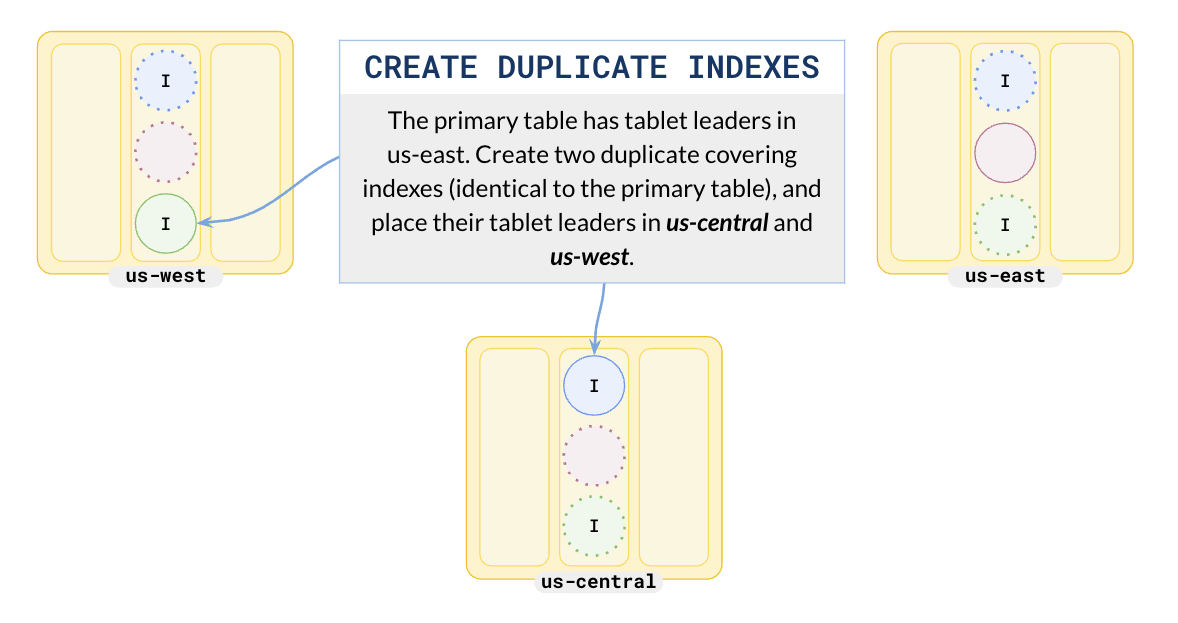 CREATE DUPLICATE INDEXES
The primary table has tablet leaders in
us-east. Create two duplicate covering
indexes (identical to the primary table), and
place their tablet leaders in us-central and
us-west.
I
I
us-west
I
I
us-east
I
I
us-central